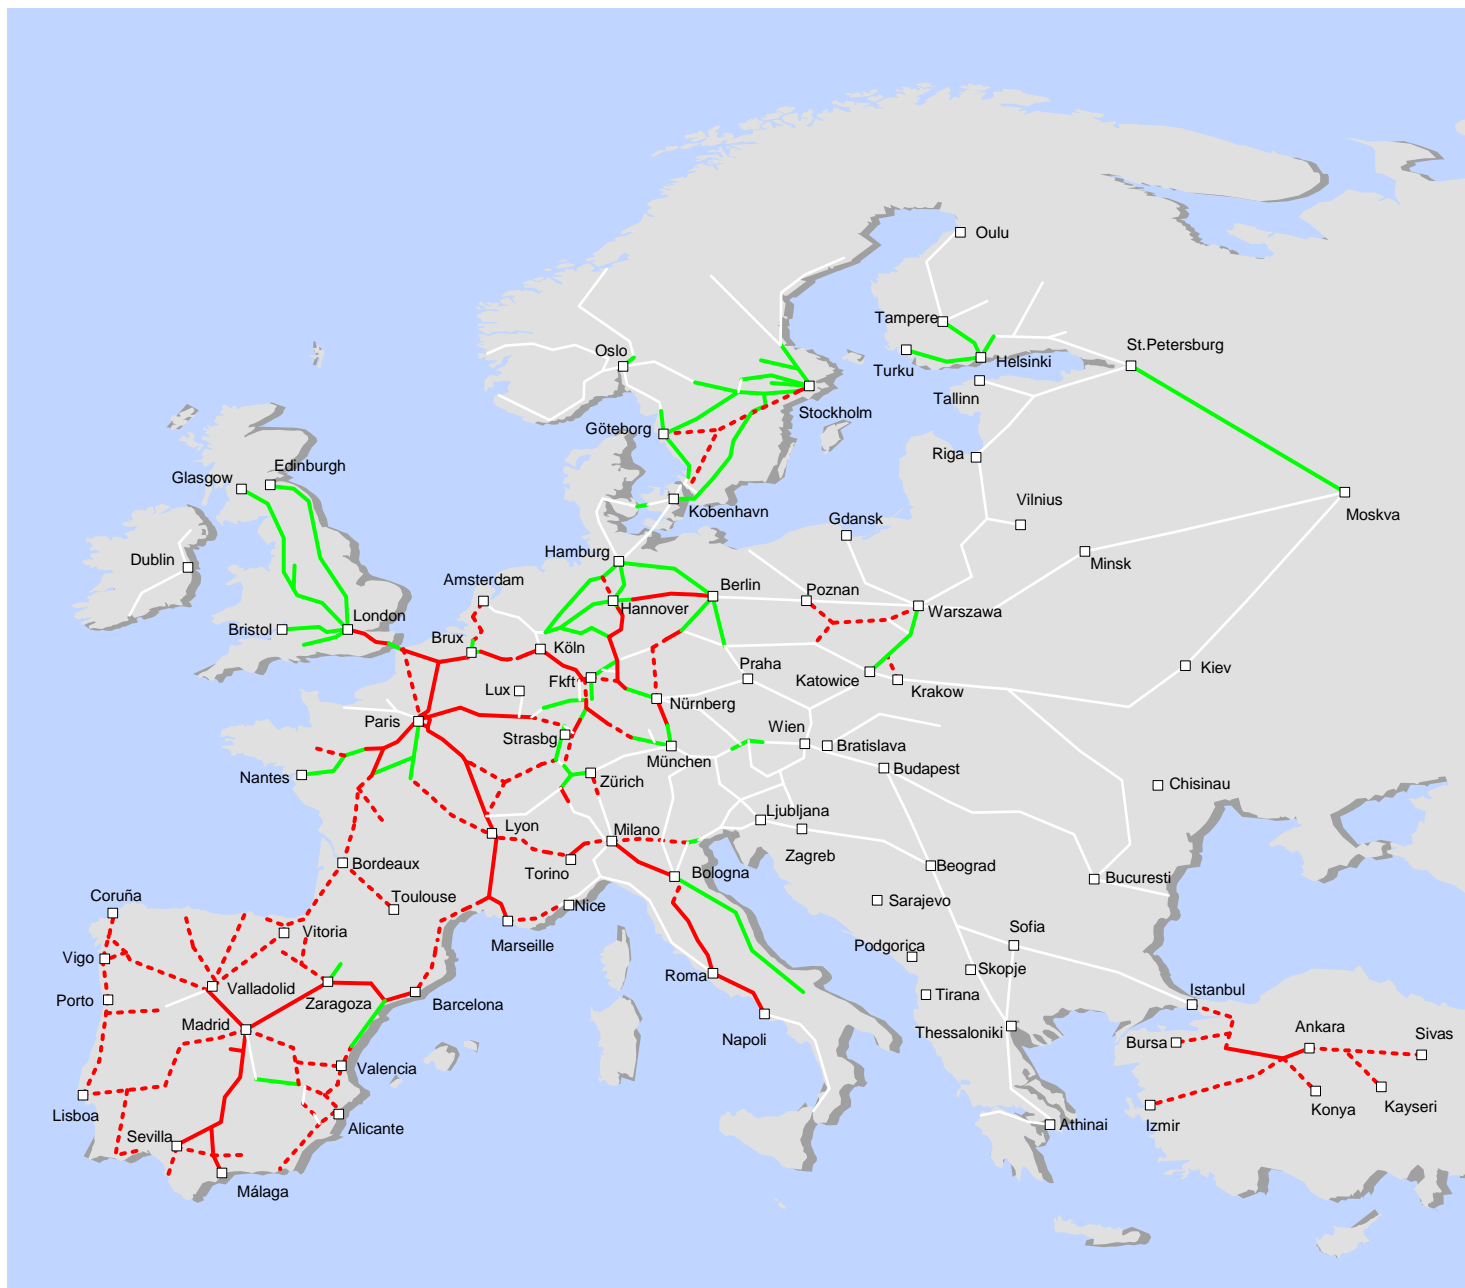 Oulu
Tampere
Oslo
St.Petersburg
Turku
Helsinki
Tallinn
Stockholm
Göteborg
Riga
Edinburgh
Glasgow
Vilnius
Kobenhavn
Moskva
Gdansk
Hamburg
Dublin
Minsk
Amsterdam
Berlin
Poznan
Hannover
Warszawa
London
Bristol
Brux
Köln
Praha
Kiev
Fkft
Katowice
Krakow
Lux
Nürnberg
Paris
Wien
Strasbg
Bratislava
München
Budapest
Nantes
Zürich
Chisinau
Ljubljana
Lyon
Milano
Zagreb
Bordeaux
Torino
Bologna
Beograd
Bucuresti
Coruña
Toulouse
Nice
Sarajevo
Vitoria
Marseille
Sofia
Podgorica
Vigo
Roma
Skopje
Valladolid
Porto
Zaragoza
Barcelona
Tirana
Istanbul
Madrid
Napoli
Thessaloniki
Ankara
Sivas
Bursa
Valencia
Lisboa
Alicante
Konya
Kayseri
Athinai
Izmir
Sevilla
Málaga